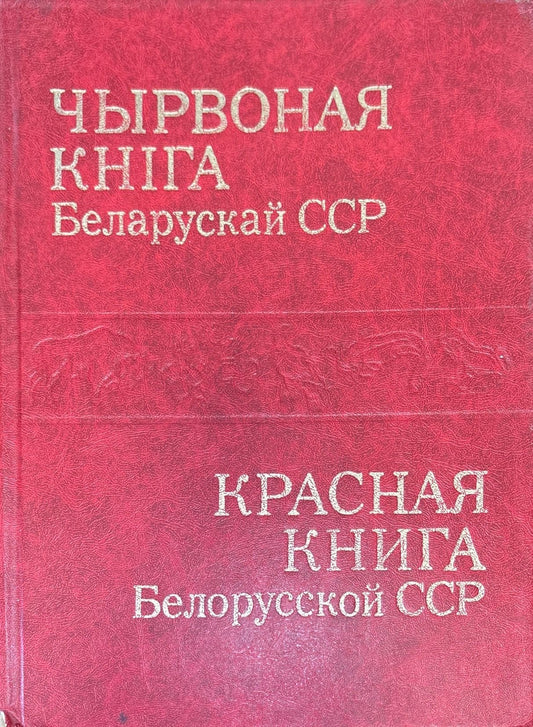 ЧЫРВОНАЯ
КНІГА
Беларускай ССР
КРАСНАЯ
КНИГА
Белорусской ССР